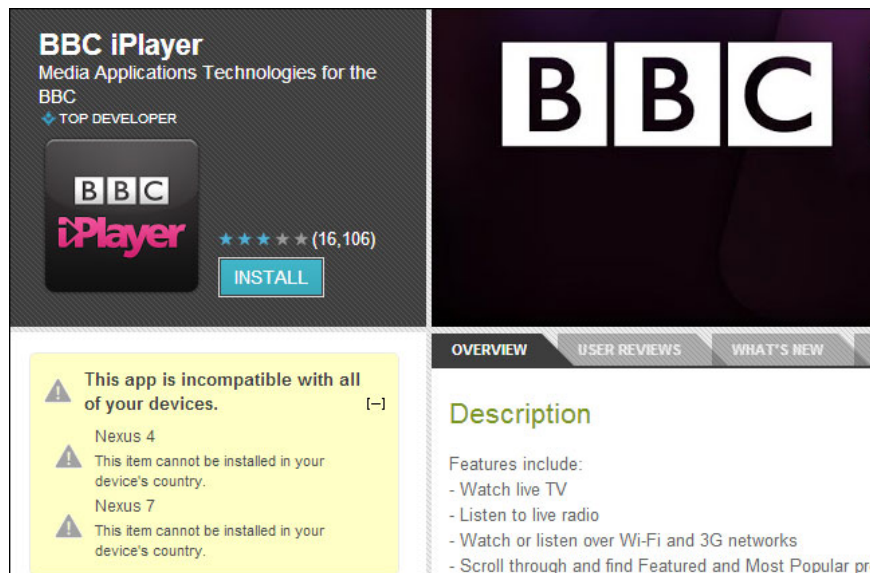 BBC iPlayer
Media Applications Technologies for the
BBC
TOP DEVELOPER
BBC
iPlayer
(16,106)
INSTALL
This app is incompatible with all
of your devices.
[–]
Nexus 4
This item cannot be installed in your
device's country.
Nexus 7
This item cannot be installed in your
device's country.
BBC
OVERVIEW USER REVIEWS WHAT'S NEW
Description
Features include:
- Watch live TV
- Listen to live radio
- Watch or listen over Wi-Fi and 3G networks
- Scroll through and find Featured and Most Popular